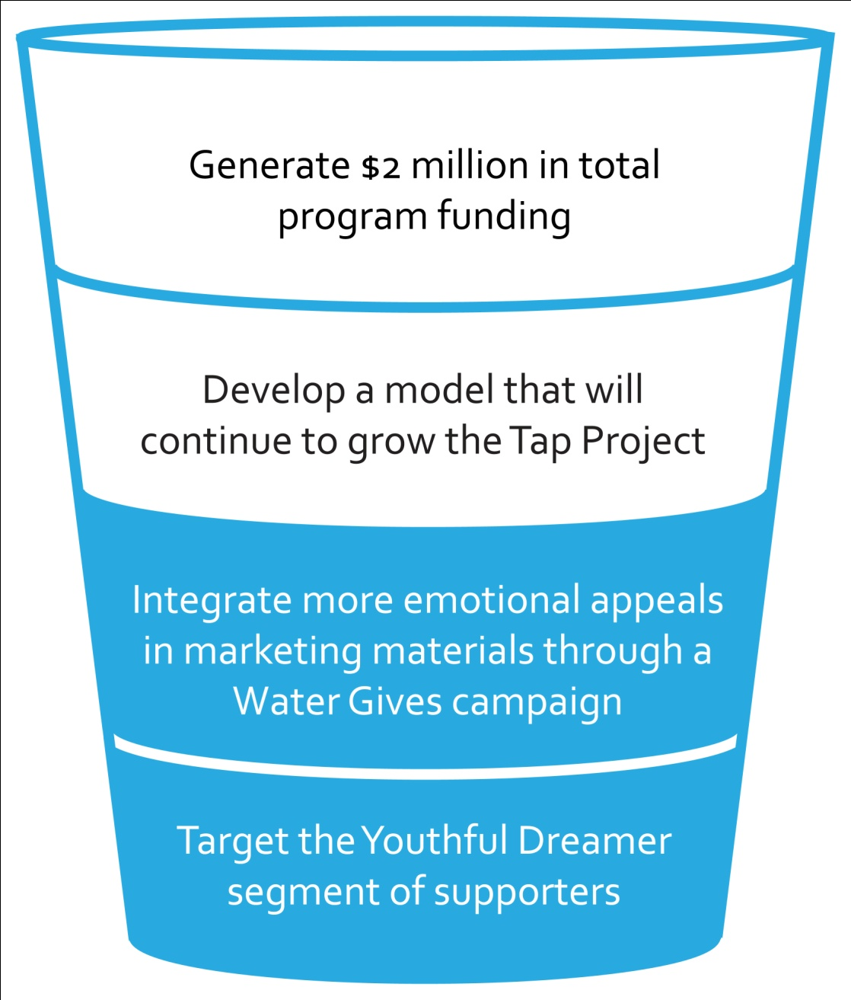 Generate $2 million in total
program funding
Develop a model that will
continue to grow the Tap Project
Integrate more emotional appeals
in marketing materials through a
Water Gives campaign
Target the Youthful Dreamer
segment of supporters